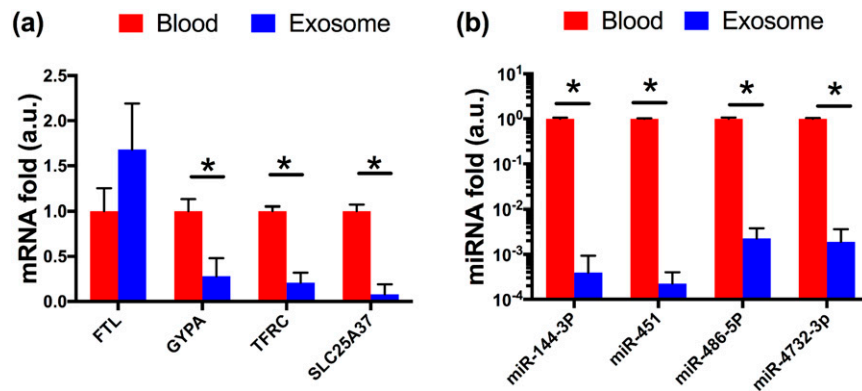 (a)
Blood Exosome
mRNA fold (a.u.)
2.5
2.0
1.5
1.0
0.5
0.0
* * *
FTL GYPA TFRC SLC25A37
(b)
Blood Exosome
miRNA fold (a.u.)
10¹
10⁰
10⁻¹
10⁻²
10⁻³
10⁻⁴
* * * *
miR-144-3P miR-451 miR-486-5P miR-4732-3p